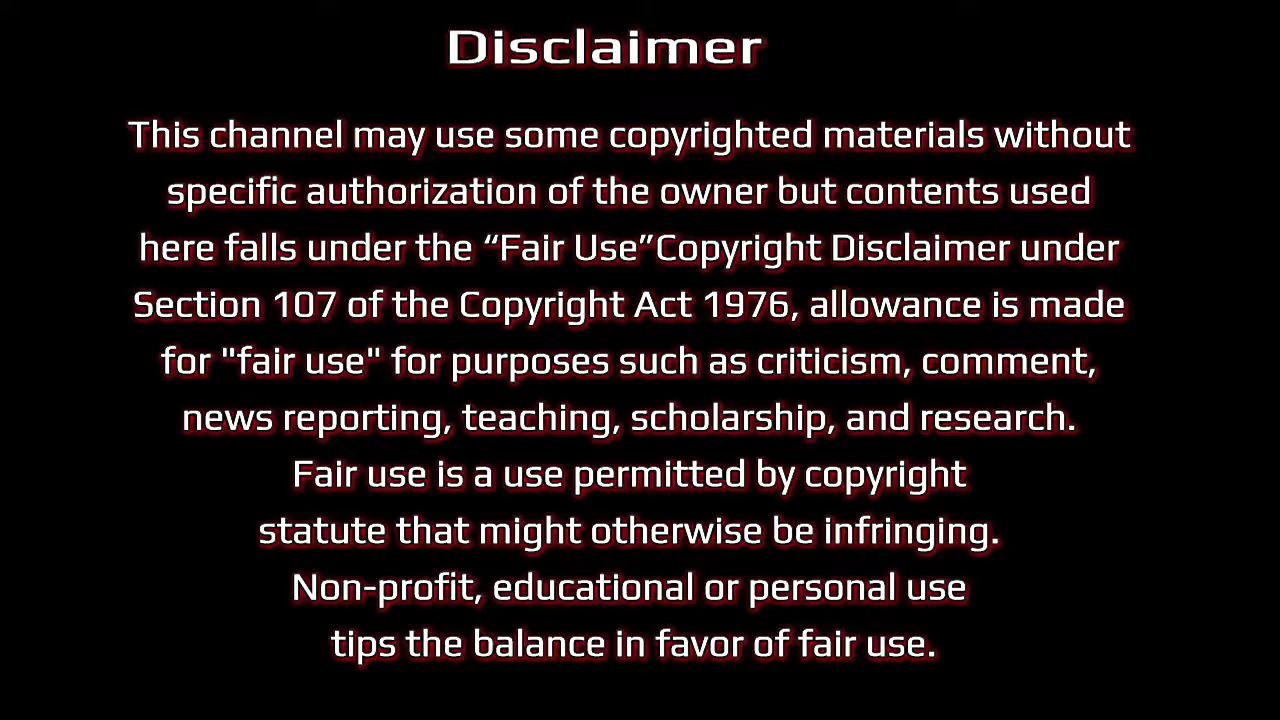 Disclaimer
This channel may use some copyrighted materials without
specific authorization of the owner but contents used
here falls under the “Fair Use”Copyright Disclaimer under
Section 107 of the Copyright Act 1976, allowance is made
for "fair use" for purposes such as criticism, comment,
news reporting, teaching, scholarship, and research.
Fair use is a use permitted by copyright
statute that might otherwise be infringing.
Non-profit, educational or personal use
tips the balance in favor of fair use.